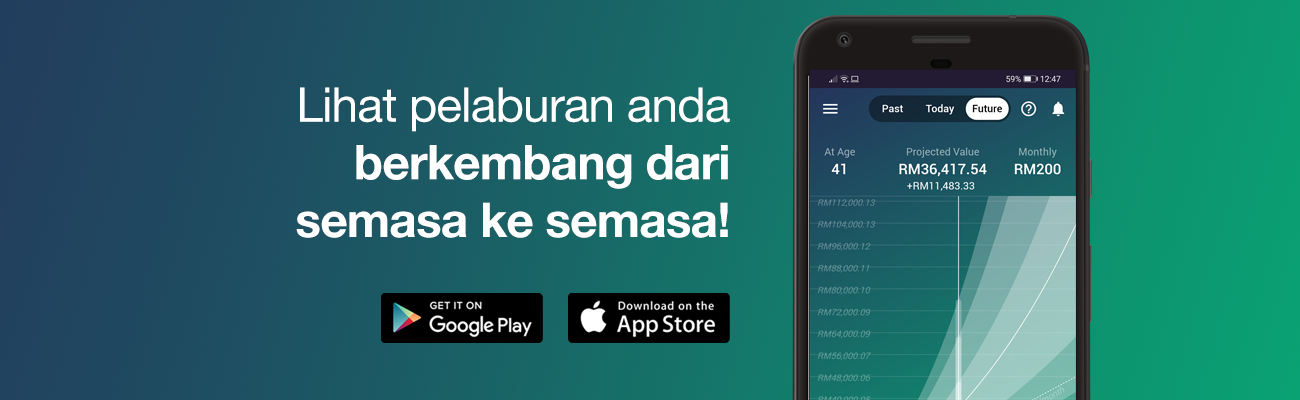 Lihat pelaburan anda
berkembang dari
semasa ke semasa!
GET IT ON
Google Play
Download on the
App Store
59% 12:47
Past Today Future
At Age Projected Value Monthly
41 RM36,417.54 RM200
+RM11,483.33
RM112,000.13
RM104,000.13
RM96,000.12
RM88,000.11
RM80,000.10
RM72,000.09
RM64,000.09
RM56,000.07
RM48,000.06